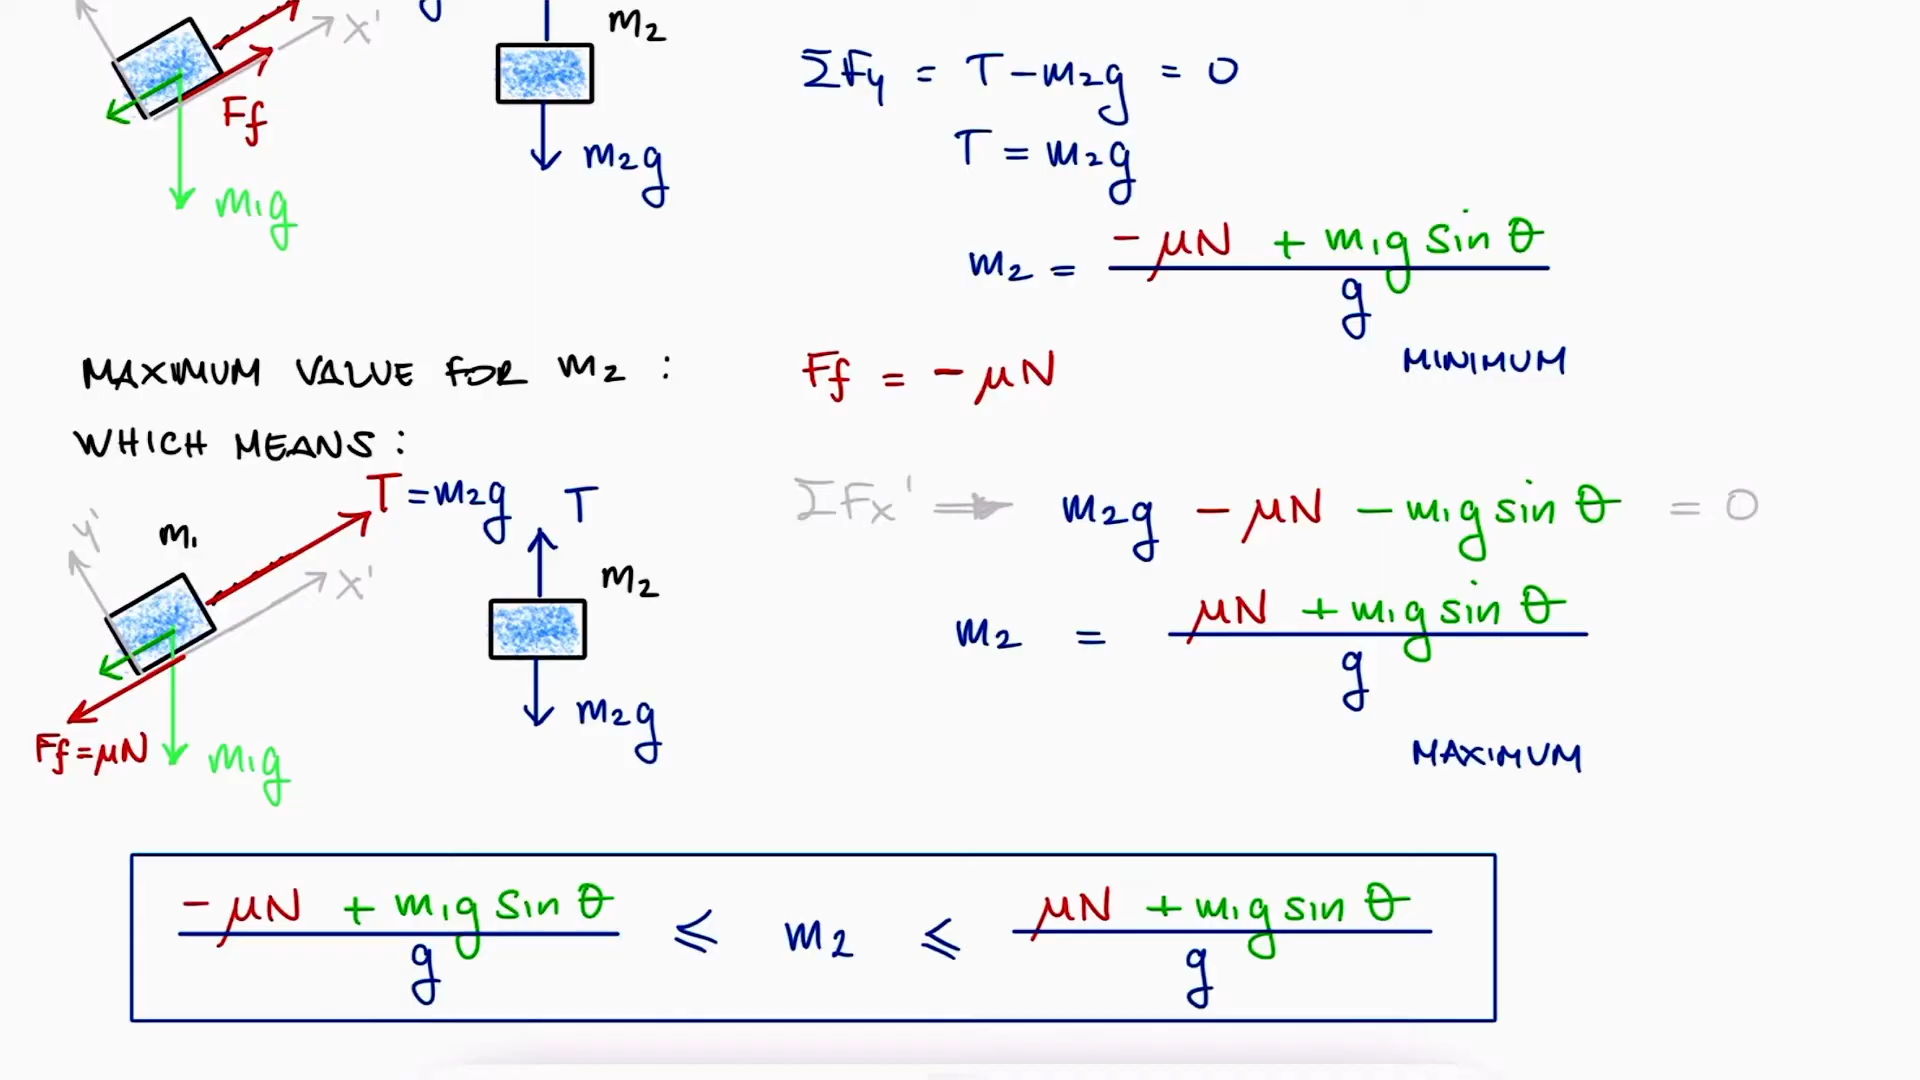 x'
m₂
Ff
m₁g
m₂g
ΣFy = T - m₂g = 0
T = m₂g
m₂ = (-μN + m₁g sin θ) / g
MINIMUM
MAXIMUM VALUE FOR m₂ : Ff = -μN
WHICH MEANS :
T = m₂g
T
y'
m₁
x'
m₂
Ff = μN
m₁g
m₂g
ΣFx' ⇒ m₂g - μN - m₁g sin θ = 0
m₂ = (μN + m₁g sin θ) / g
MAXIMUM
(-μN + m₁g sin θ) / g ⩽ m₂ ⩽ (μN + m₁g sin θ) / g